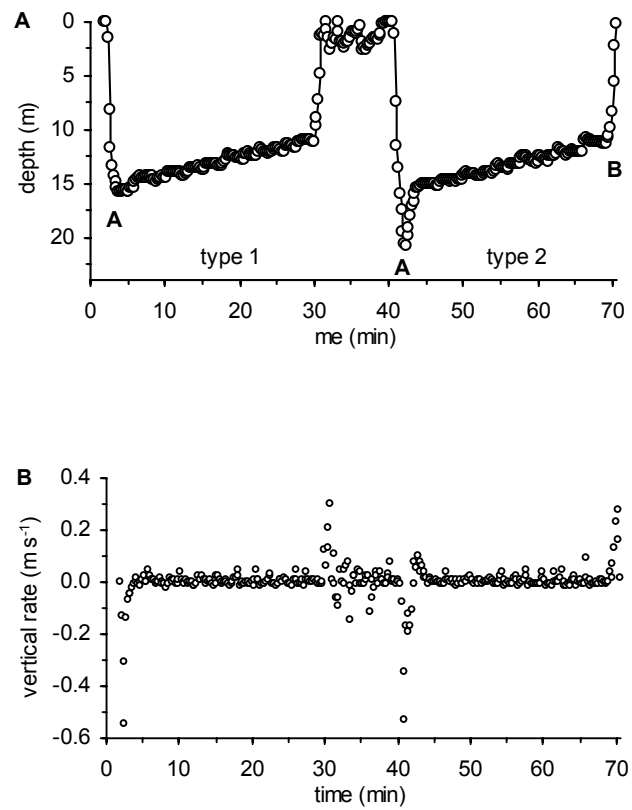 A
depth (m)
0
5
10
15
20
A
A
B
type 1
type 2
0 10 20 30 40 50 60 70
me (min)
B
vertical rate (m s-1)
0.4
0.2
0.0
-0.2
-0.4
-0.6
0 10 20 30 40 50 60 70
time (min)